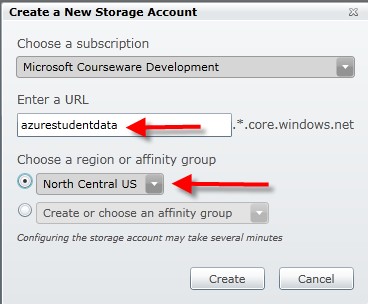 Create a New Storage Account
Choose a subscription
Microsoft Courseware Development
Enter a URL
azurestudentdata .*.core.windows.net
Choose a region or affinity group
North Central US
Create or choose an affinity group
Configuring the storage account may take several minutes
Create Cancel